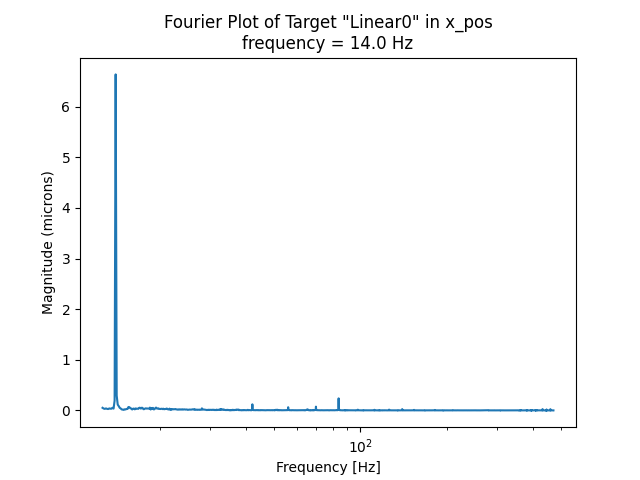 Fourier Plot of Target "Linear0" in x_pos
frequency = 14.0 Hz
6
5
4
3
2
1
0
Magnitude (microns)
10²
Frequency [Hz]